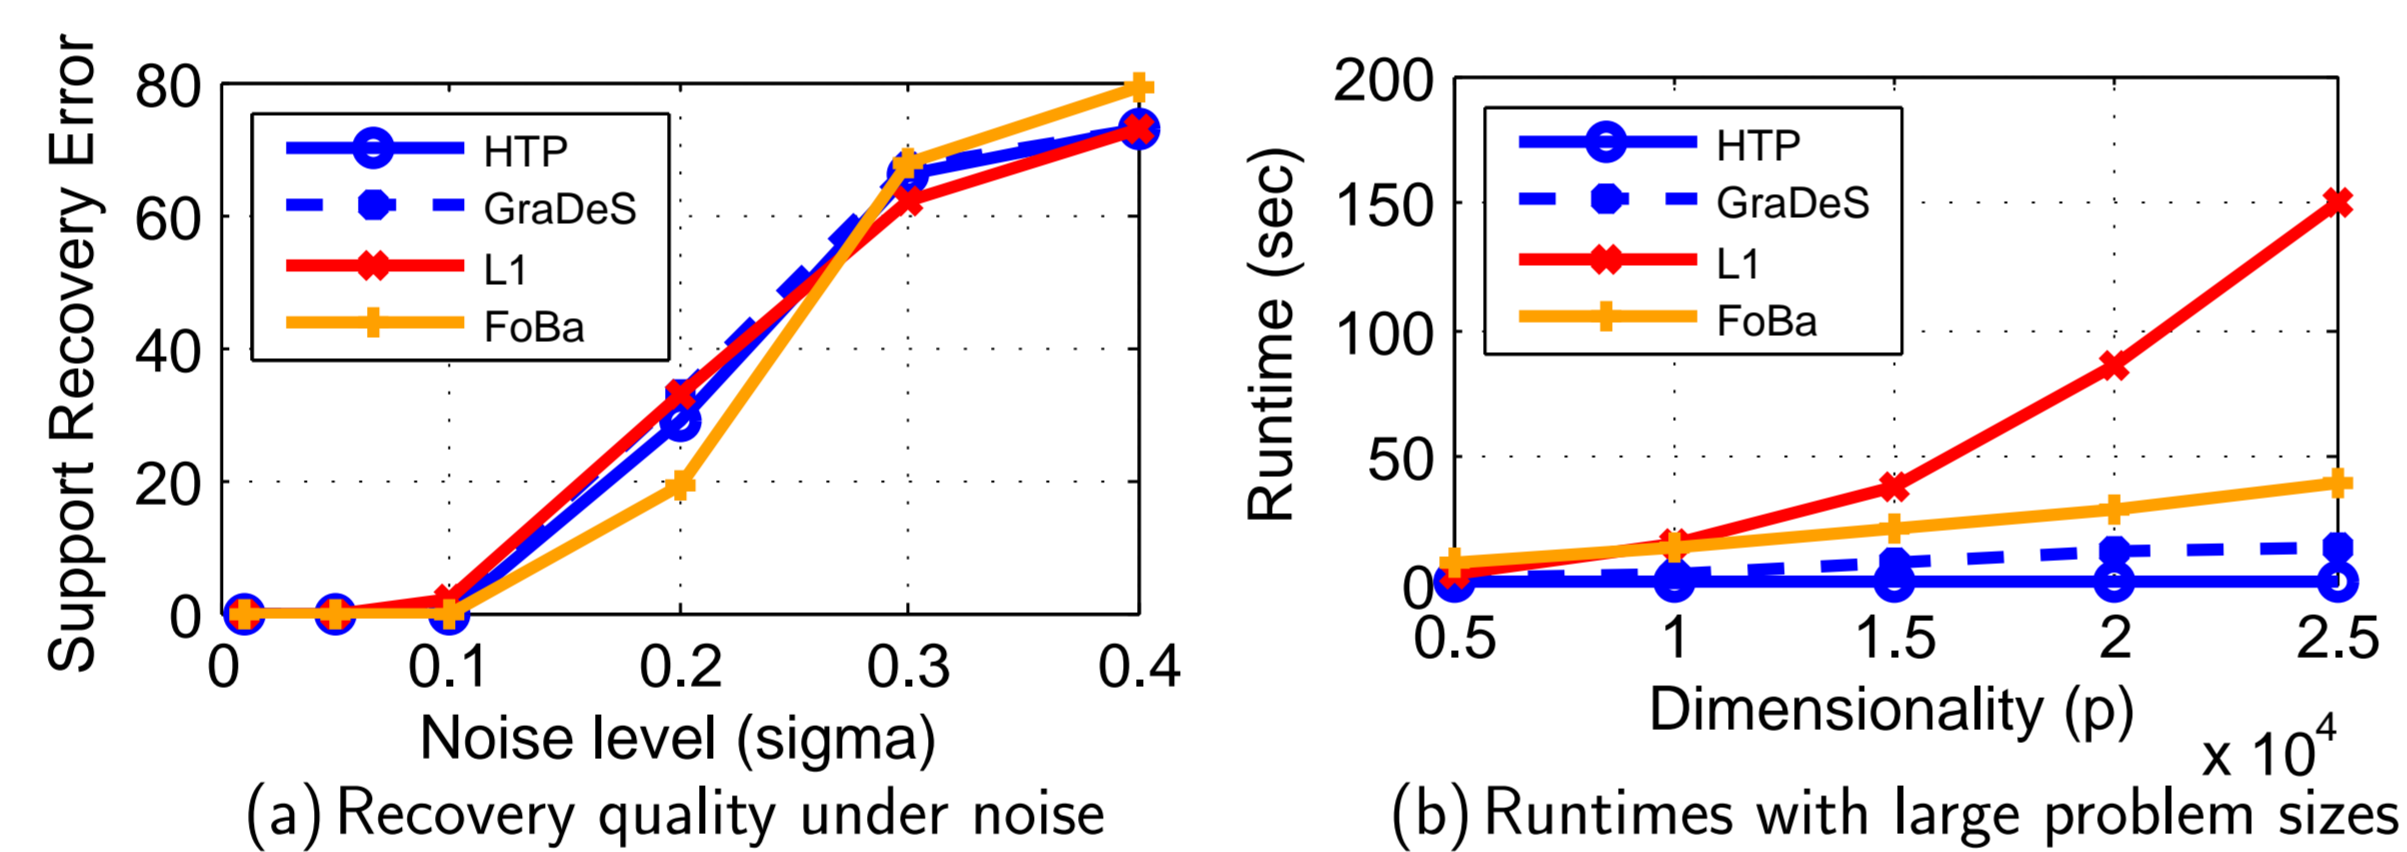 Support Recovery Error
80
60
40
20
0
HTP
GraDeS
L1
FoBa
0 0.1 0.2 0.3 0.4
Noise level (sigma)
(a) Recovery quality under noise
Runtime (sec)
200
150
100
50
0
HTP
GraDeS
L1
FoBa
0.5 1 1.5 2 2.5
Dimensionality (p)
x 10⁴
(b) Runtimes with large problem sizes